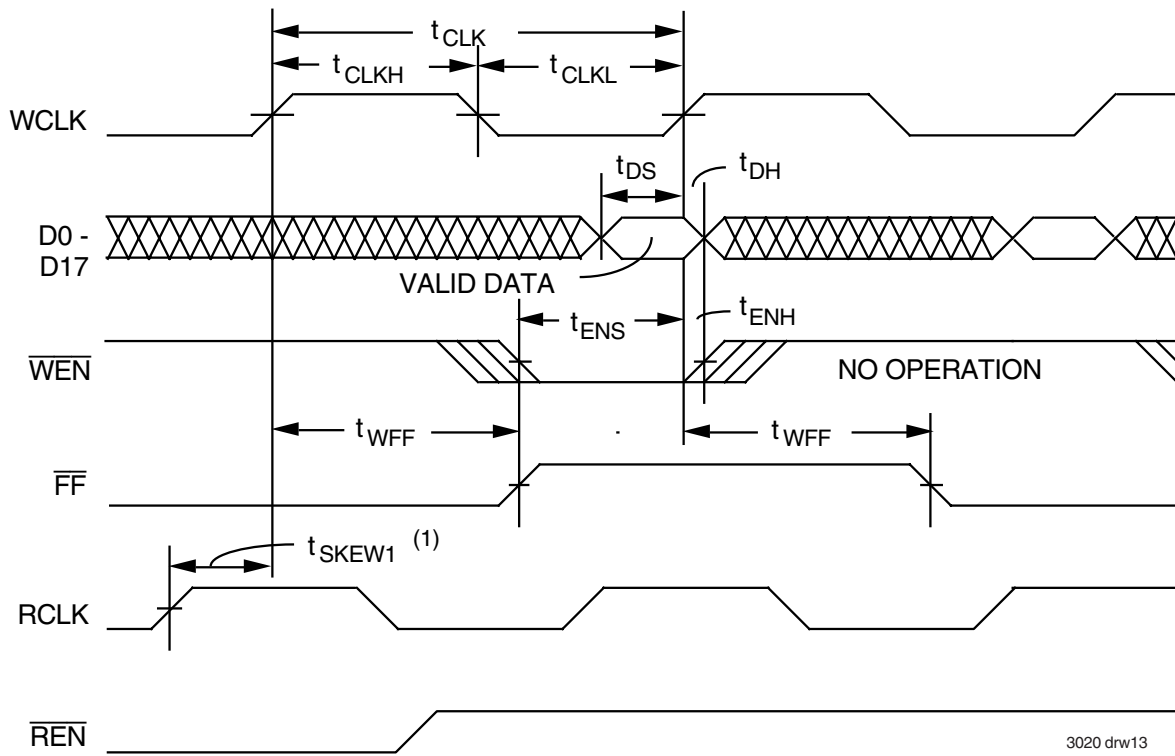 tCLK
tCLKH
tCLKL
WCLK
tDS
tDH
D0 -
D17
VALID DATA
tENS
tENH
WEN
NO OPERATION
tWFF
tWFF
FF
tSKEW1 (1)
RCLK
REN
3020 drw13